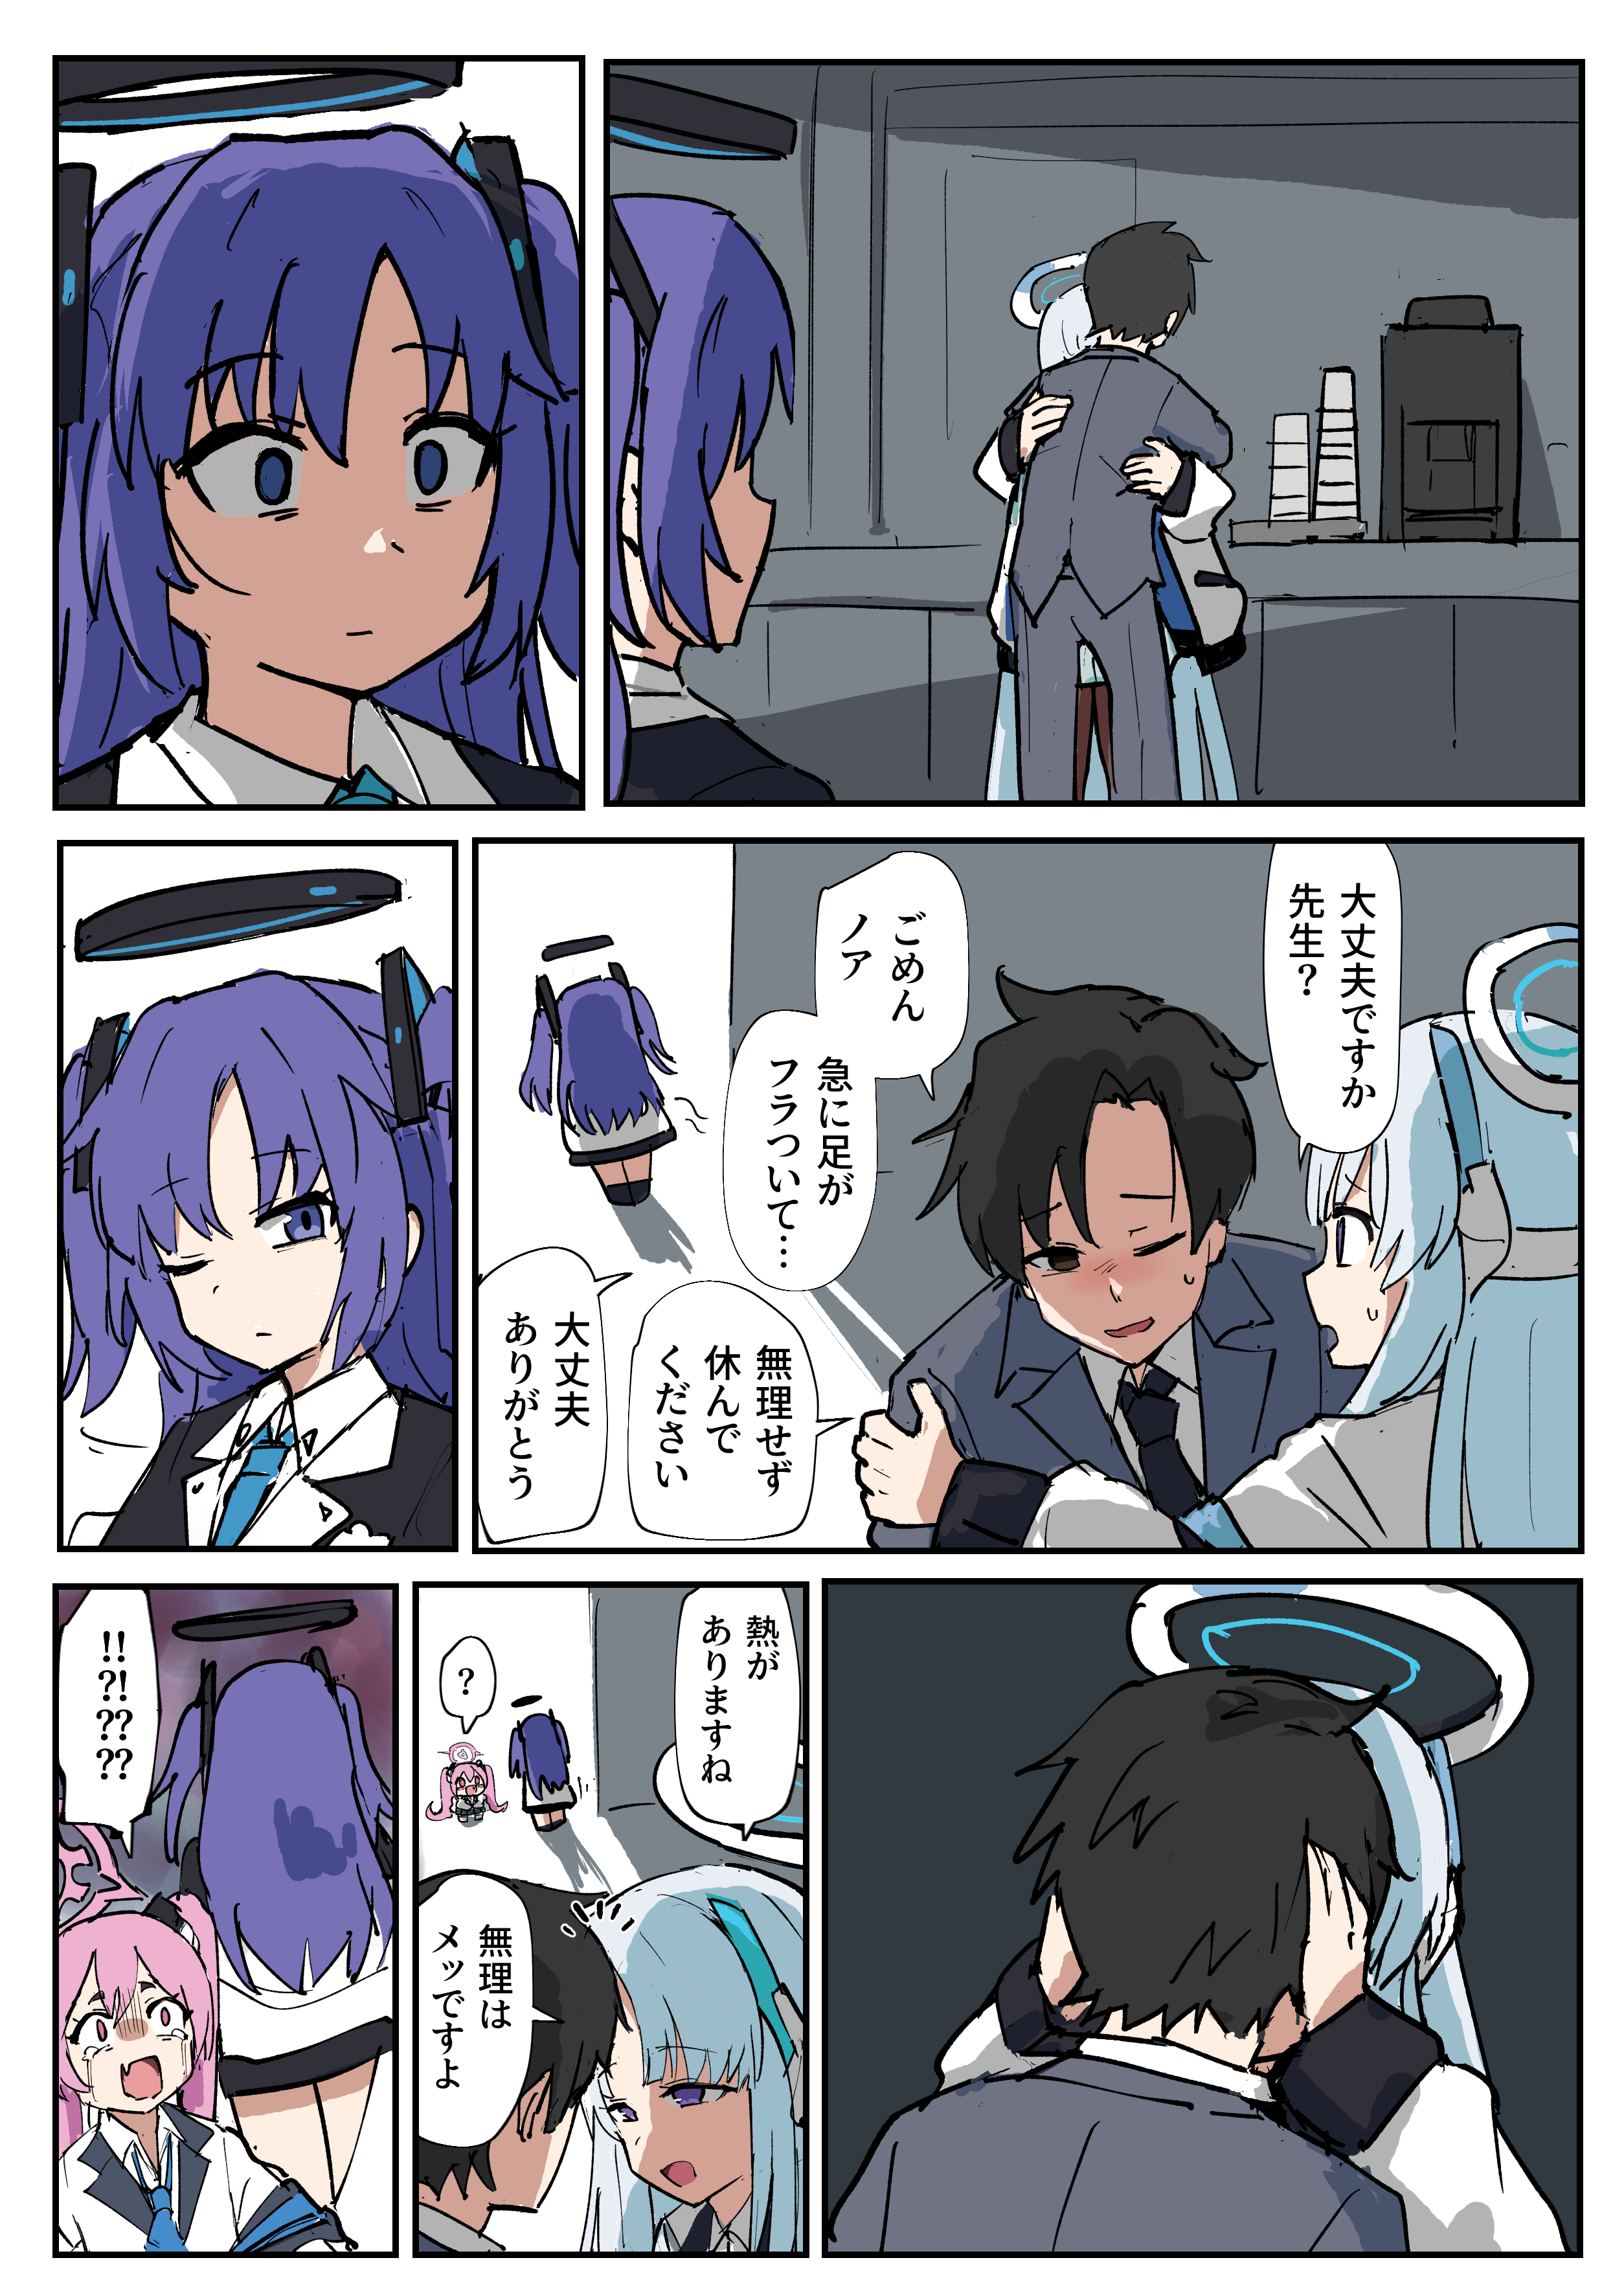 大丈夫ですか
先生？
ごめん
ノア
急に足が
フラついて…
無理せず
休んで
ください
大丈夫
ありがとう
熱が
ありますね
無理は
メッですよ
？
!!?!????